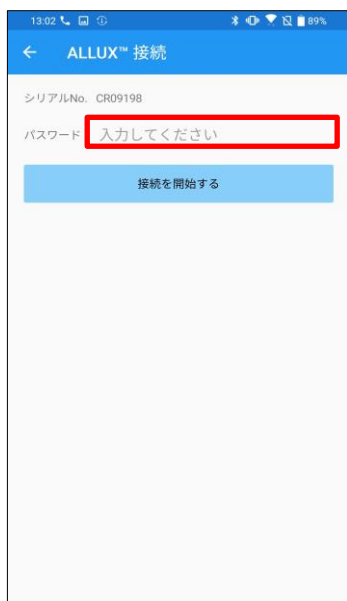 13:02 89%
ALLUX™ 接続
シリアルNo. CR09198
パスワード 入力してください
接続を開始する